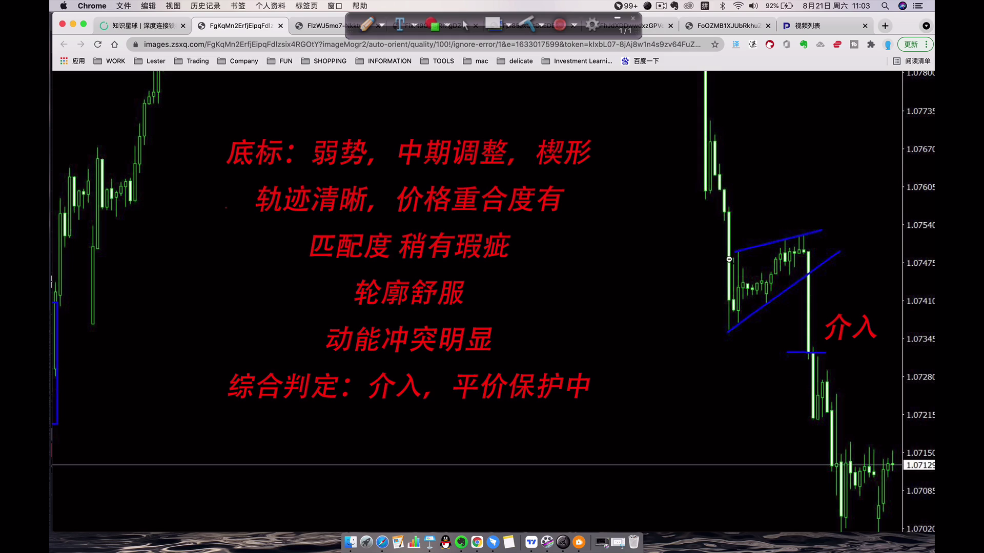 Chrome 文件 编辑 视图 历史记录 书签 个人资料 标签页 窗口 帮助
99+ 拼 92% 8月21日 周六 11:03
知识星球 | 深度连接铁
FgKqMn2ErfjEipqFdIzsix4RGOtY
FlzWJ5mo7-
FoOZMB1XJUbRkhuZ
视频列表
1/1
images.zsxq.com/FgKqMn2ErfjEipqFdIzsix4RGOtY?imageMogr2/auto-orient/quality/100!/ignore-error/1&e=1633017599&token=kIxbL07-8jAj8w1n4s9zv64FuZ...
更新
应用 WORK Lester Trading Company FUN SHOPPING INFORMATION TOOLS mac delicate Investment Learni... 百度一下 阅读清单
1.07800
1.07735
底标：弱势，中期调整，楔形
1.07670
1.07605
轨迹清晰，价格重合度有
1.07540
匹配度 稍有瑕疵
1.07475
轮廓舒服
1.07410
介入
动能冲突明显
1.07345
综合判定：介入，平价保护中
1.07280
1.07215
1.07129
1.07085
1.07020